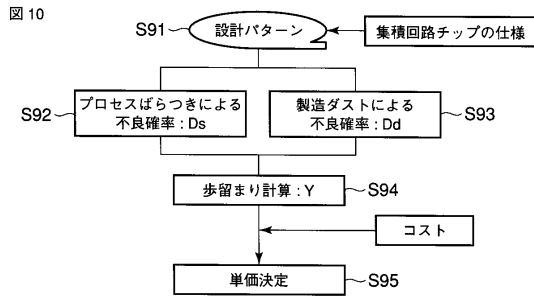 図10
S91
設計パターン
集積回路チップの仕様
S92
プロセスばらつきによる
不良確率:Ds
製造ダストによる
不良確率:Dd
S93
歩留まり計算:Y
S94
コスト
単価決定
S95